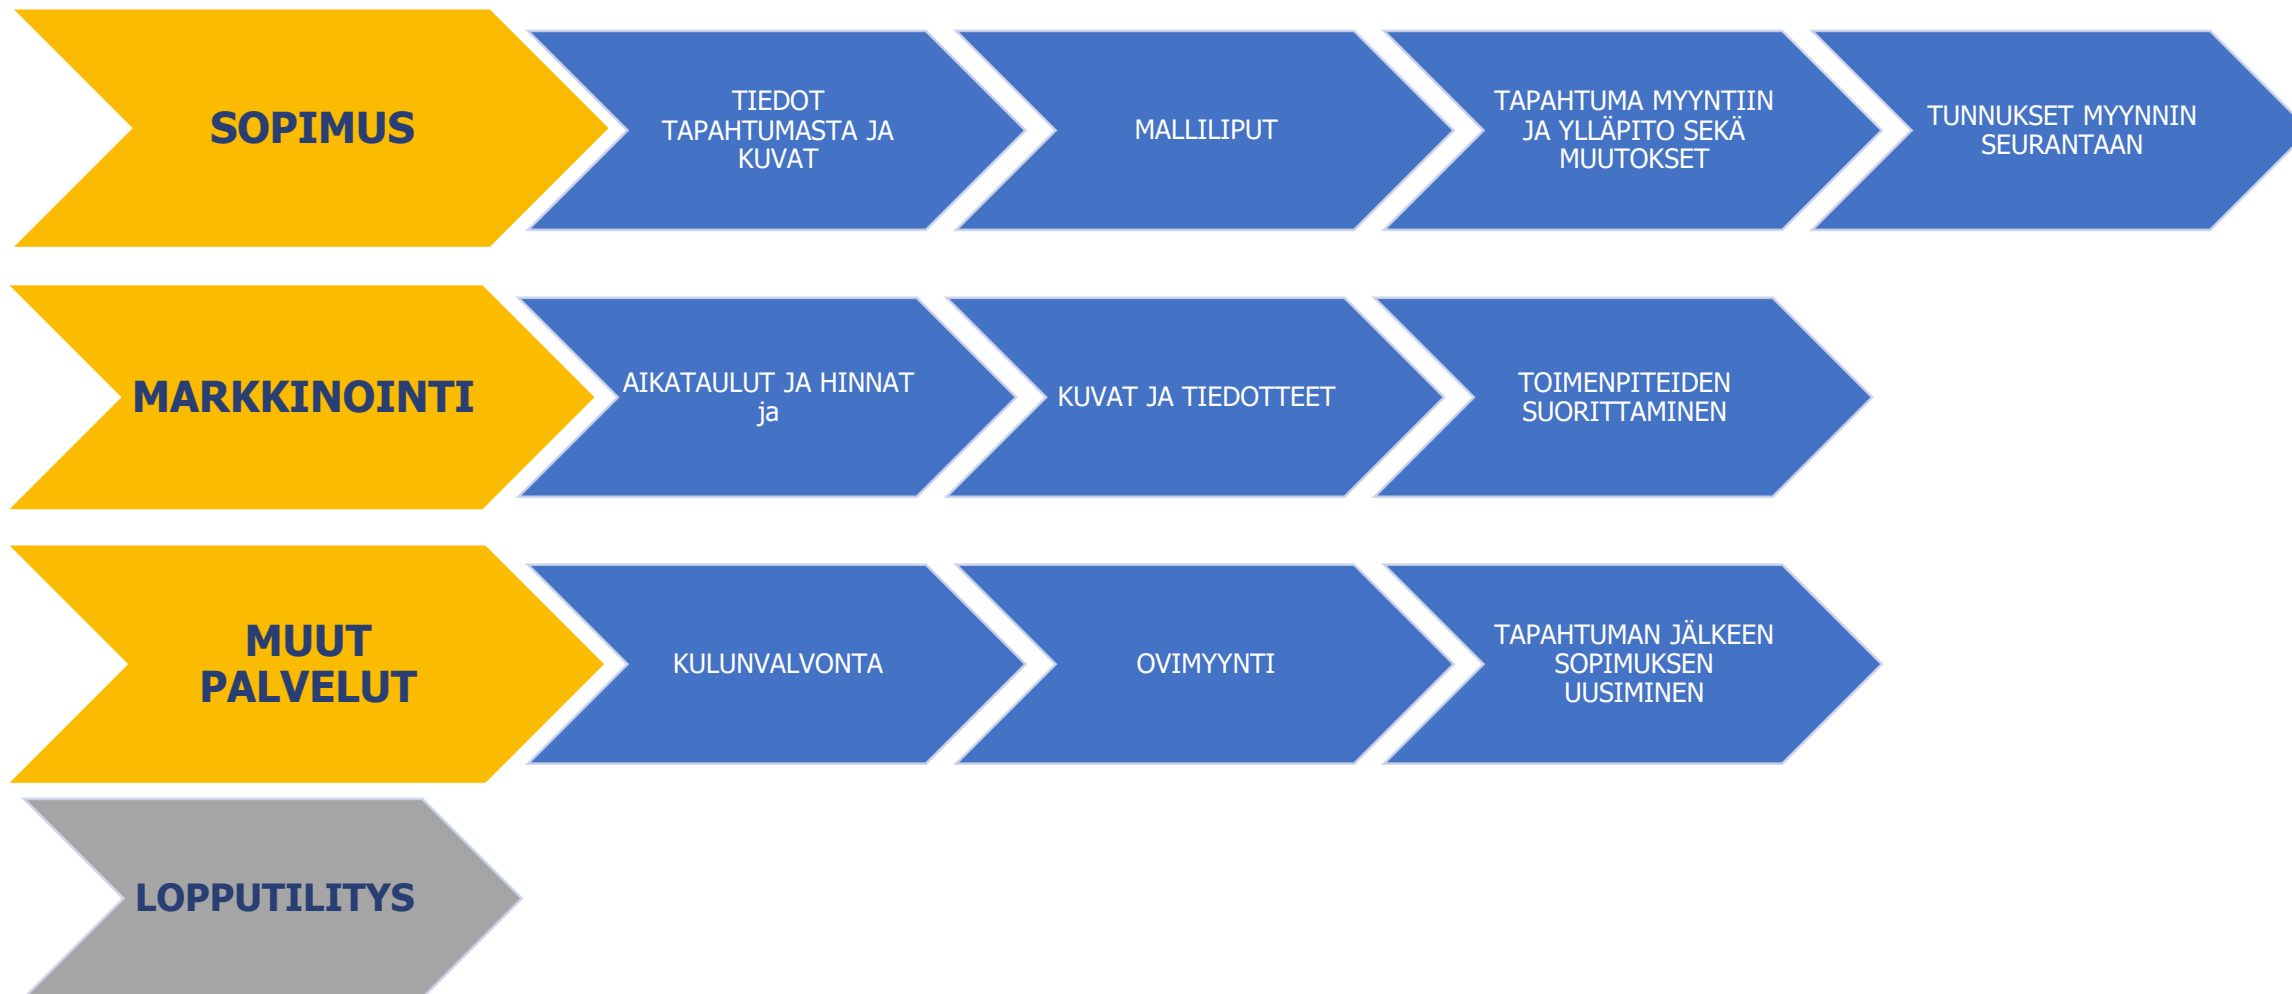 SOPIMUS
TIEDOT
TAPAHTUMASTA JA
KUVAT
MALLILIPUT
TAPAHTUMA MYYNTIIN
JA YLLÄPITO SEKÄ
MUUTOKSET
TUNNUKSET MYYNNIN
SEURANTAAN
MARKKINOINTI
AIKATAULUT JA HINNAT
ja
KUVAT JA TIEDOTTEET
TOIMENPITEIDEN
SUORITTAMINEN
MUUT
PALVELUT
KULUNVALVONTA
OVIMYYNTI
TAPAHTUMAN JÄLKEEN
SOPIMUKSEN
UUSIMINEN
LOPPUTILITYS